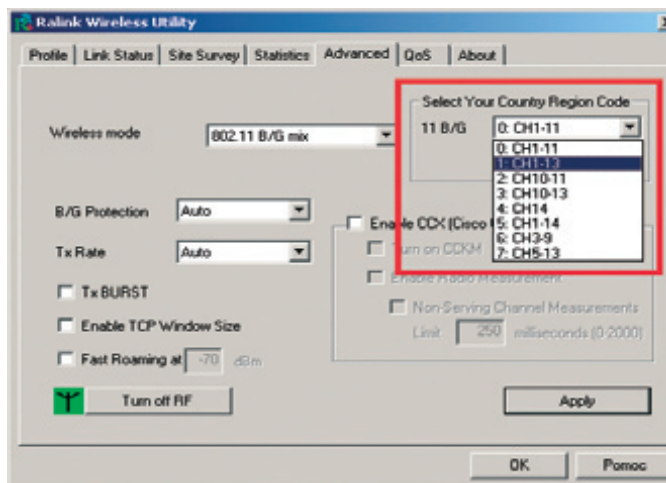 Ralink Wireless Utility
Profile Link Status Site Survey Statistics Advanced QoS About
Select Your Country Region Code
Wireless mode 802.11 B/G mix 11 B/G 0: CH1-11
0: CH1-11
1: CH1-13
2: CH10-11
3: CH10-13
4: CH14
5: CH1-14
6: CH3-9
7: CH5-13
B/G Protection Auto
Enable CCX (Cisco
Tx Rate Auto
Turn on CCKM
Enable Radio Measurement
Tx BURST
Non-Serving Channel Measurements
Enable TCP Window Size
Limit 250 milliseconds (0-2000)
Fast Roaming at -70 dBm
Turn off RF Apply
OK Pomoc